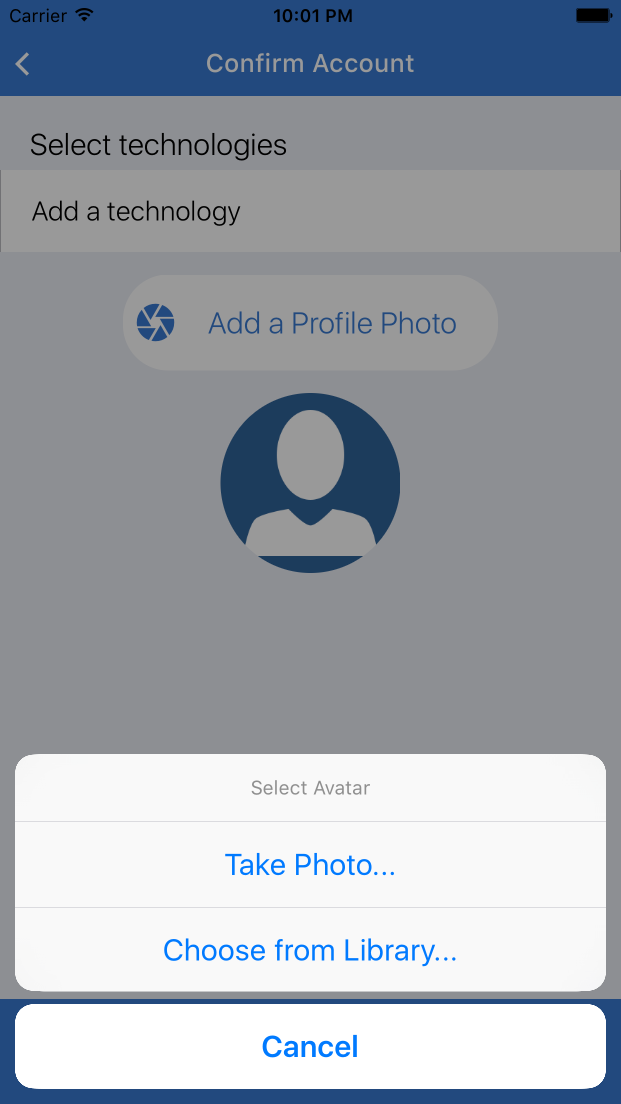 Carrier 10:01 PM
Confirm Account
Select technologies
Add a technology
Add a Profile Photo
Select Avatar
Take Photo...
Choose from Library...
Cancel